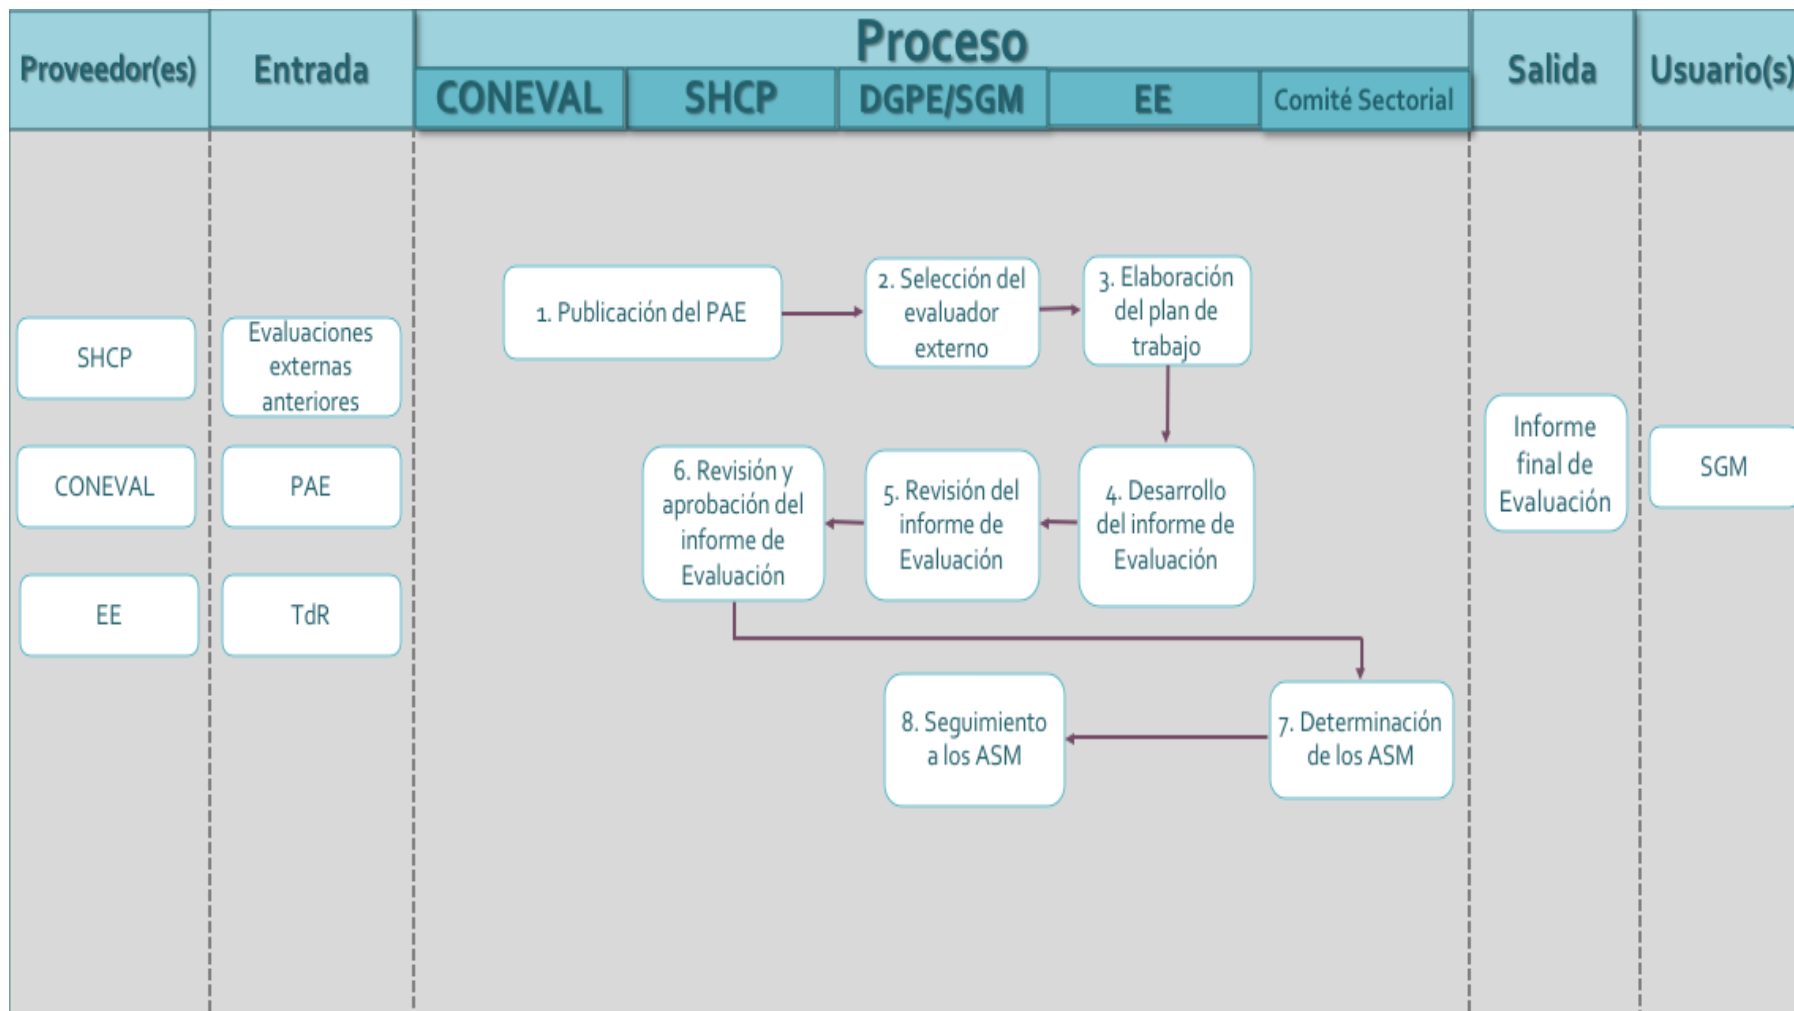 Proveedor(es)
Entrada
Proceso
CONEVAL
SHCP
DGPE/SGM
EE
Comité Sectorial
Salida
Usuario(s)
SHCP
CONEVAL
EE
Evaluaciones
externas
anteriores
PAE
TdR
1. Publicación del PAE
2. Selección del
evaluador
externo
3. Elaboración
del plan de
trabajo
4. Desarrollo
del informe de
Evaluación
5. Revisión del
informe de
Evaluación
6. Revisión y
aprobación del
informe de
Evaluación
7. Determinación
de los ASM
8. Seguimiento
a los ASM
Informe
final de
Evaluación
SGM